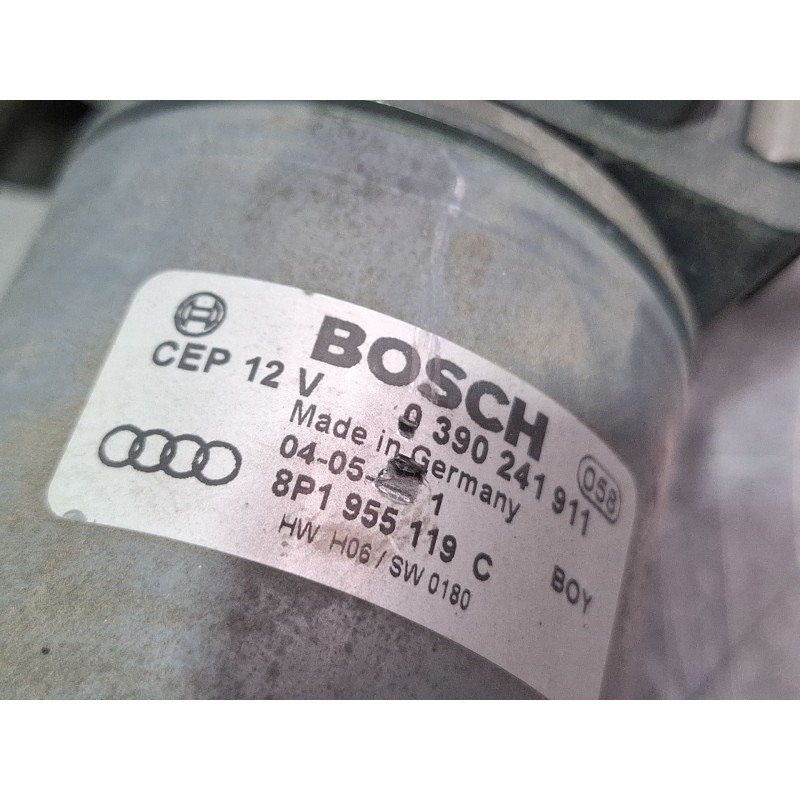 BOSCH
CEP 12 V 0 390 241 911
Made in Germany
058
04-05- 1
8P1 955 119 C
HW H06 / SW 0180
BOY